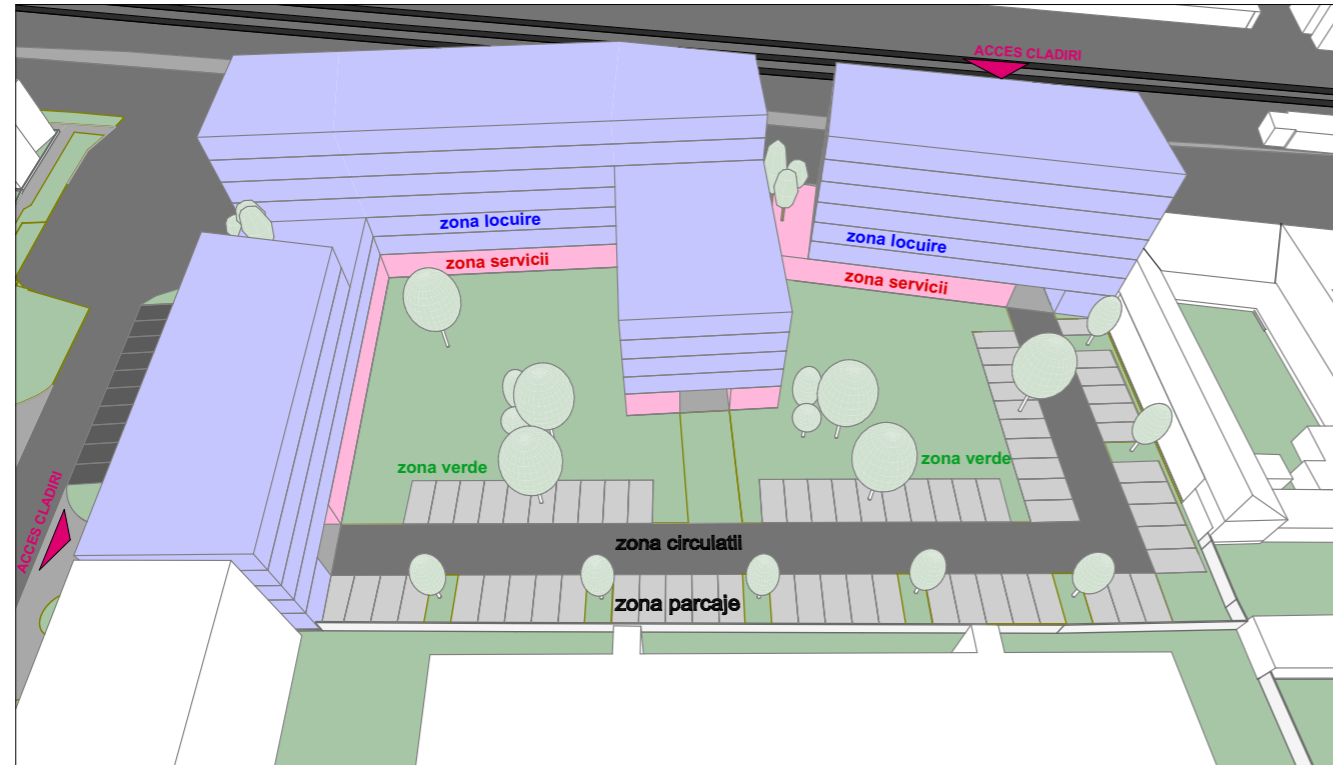 ACCES CLADIRI
zona locuire
zona locuire
zona servicii
zona servicii
zona verde
zona verde
ACCES CLADIRI
zona circulatii
zona parcaje